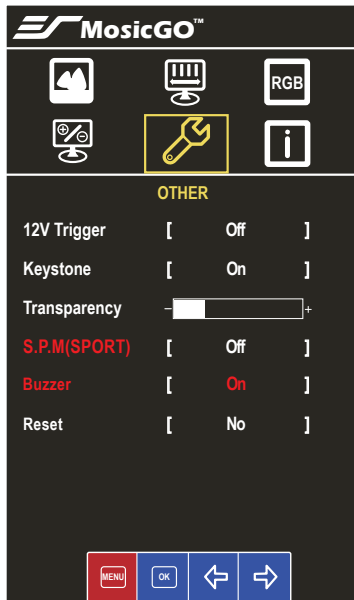 MosicGO™
RGB
i
OTHER
12V Trigger [ Off ]
Keystone [ On ]
Transparency - +
S.P.M(SPORT) [ Off ]
Buzzer [ On ]
Reset [ No ]
MENU OK